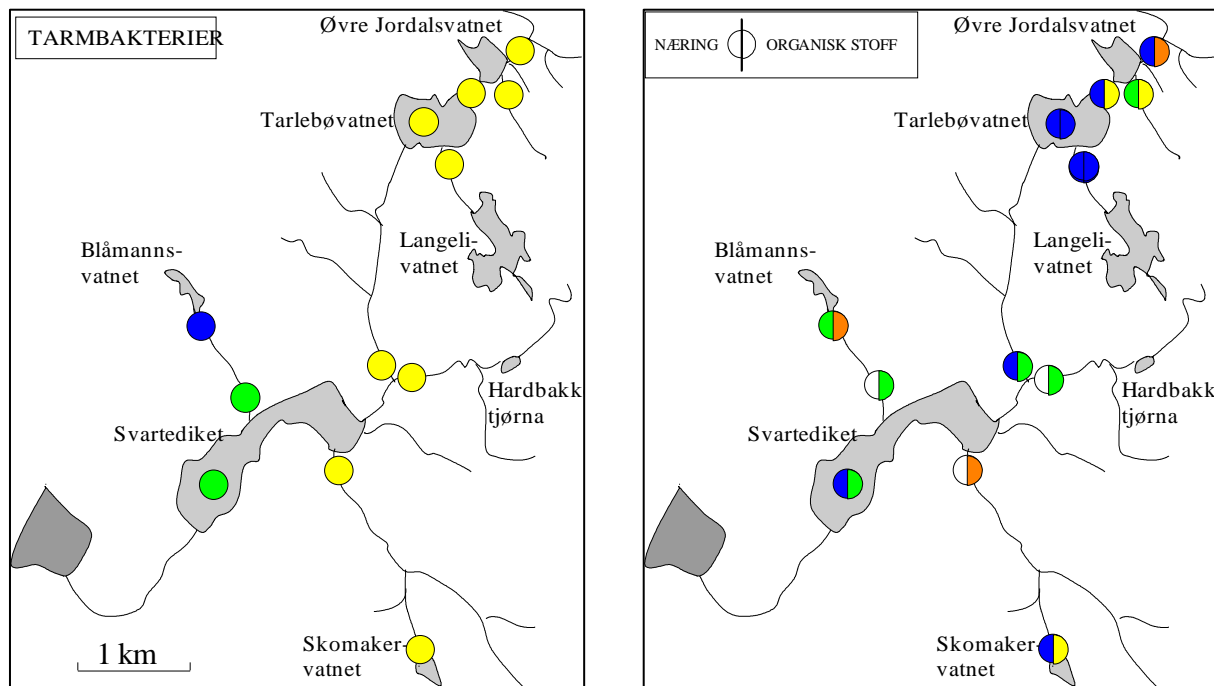 TARMBAKTERIER
Øvre Jordalsvatnet
Tarlebøvatnet
Langeli-
vatnet
Blåmanns-
vatnet
Hardbakk
tjørna
Svartediket
Skomaker-
vatnet
1 km
NÆRING ORGANISK STOFF
Øvre Jordalsvatnet
Tarlebøvatnet
Langeli-
vatnet
Blåmanns-
vatnet
Hardbakk
tjørna
Svartediket
Skomaker-
vatnet